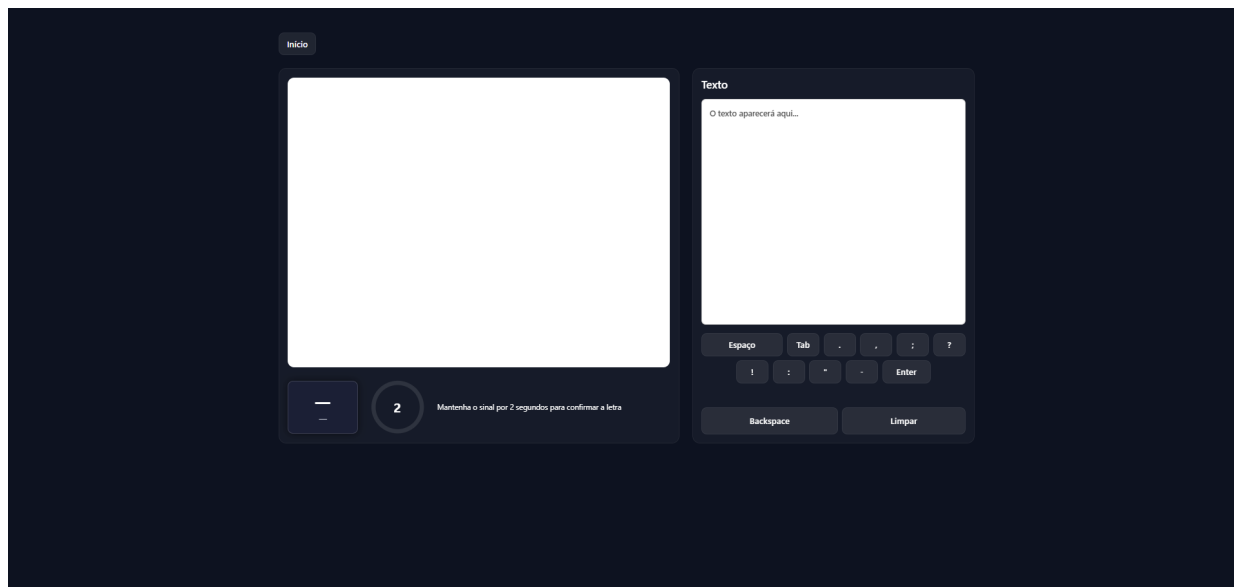 Início
Texto
O texto aparecerá aqui...
Espaço Tab . , ; ?
! : " - Enter
—
—
2
Mantenha o sinal por 2 segundos para confirmar a letra
Backspace Limpar